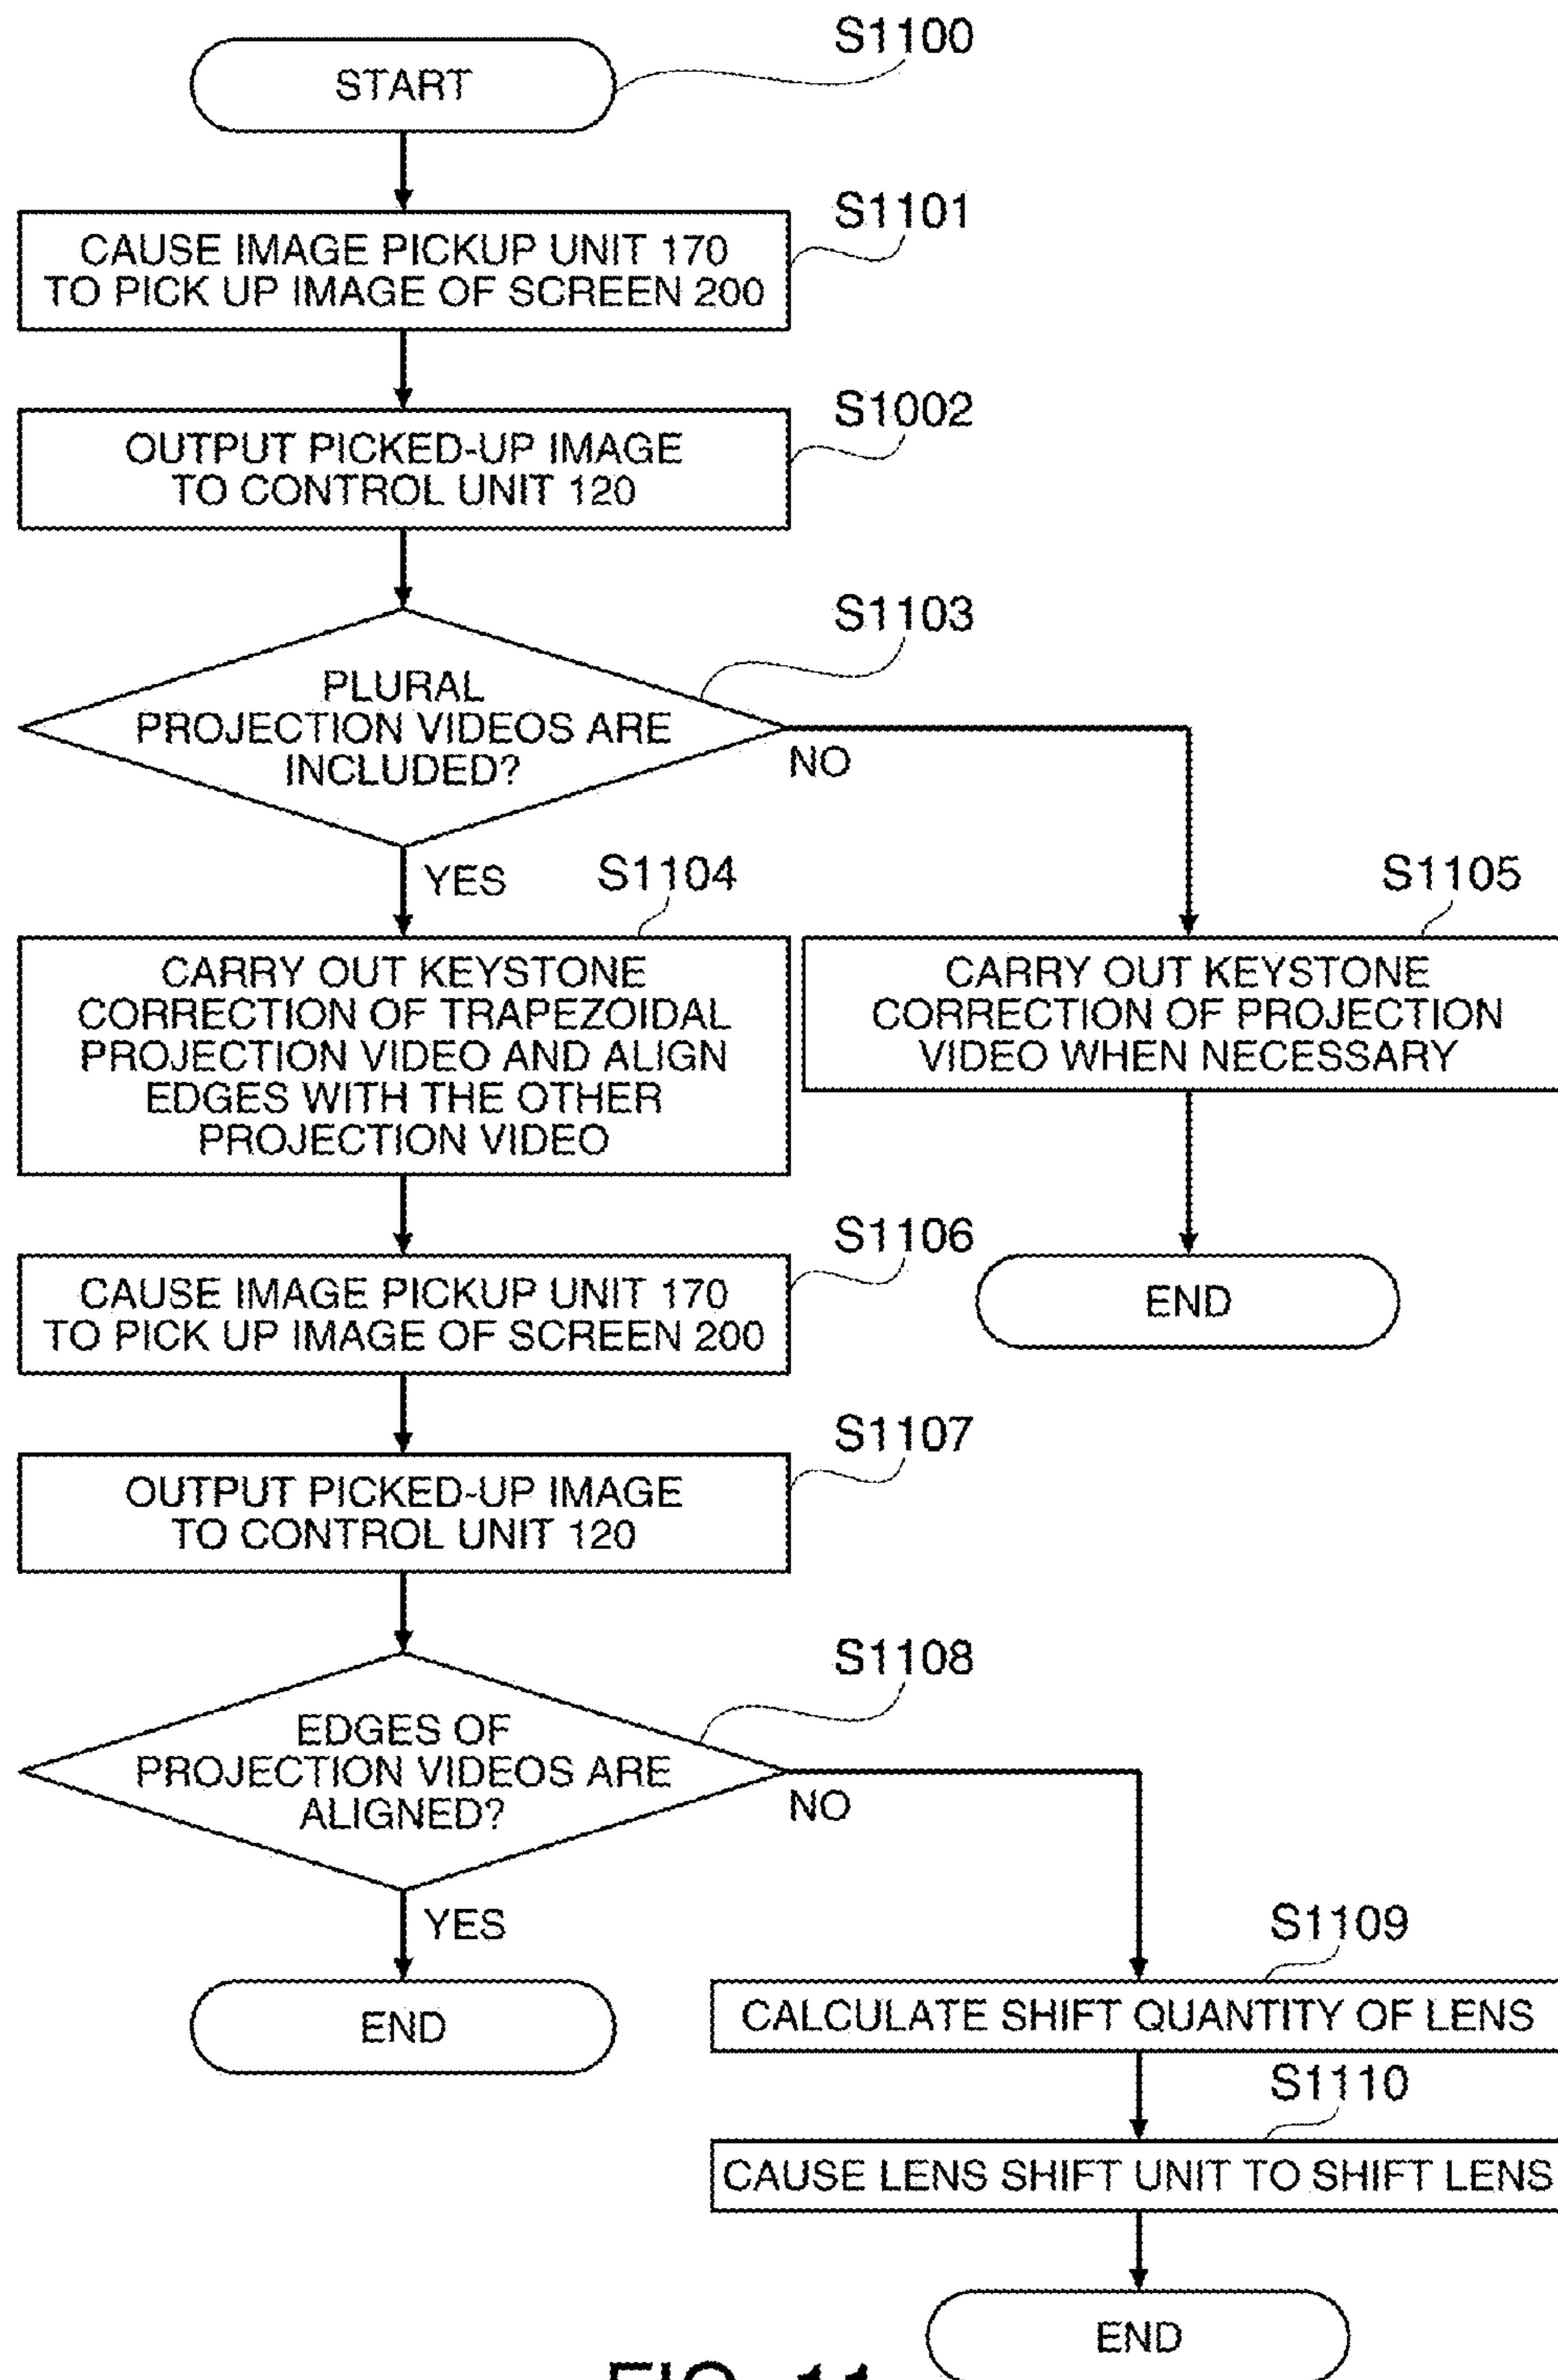 S1100
START
S1101
CAUSE IMAGE PICKUP UNIT 170
TO PICK UP IMAGE OF SCREEN 200
S1002
OUTPUT PICKED-UP IMAGE
TO CONTROL UNIT 120
S1103
PLURAL
PROJECTION VIDEOS ARE
INCLUDED?
NO
YES
S1104
CARRY OUT KEYSTONE
CORRECTION OF TRAPEZOIDAL
PROJECTION VIDEO AND ALIGN
EDGES WITH THE OTHER
PROJECTION VIDEO
S1105
CARRY OUT KEYSTONE
CORRECTION OF PROJECTION
VIDEO WHEN NECESSARY
END
S1106
CAUSE IMAGE PICKUP UNIT 170
TO PICK UP IMAGE OF SCREEN 200
S1107
OUTPUT PICKED-UP IMAGE
TO CONTROL UNIT 120
S1108
EDGES OF
PROJECTION VIDEOS ARE
ALIGNED?
NO
YES
END
S1109
CALCULATE SHIFT QUANTITY OF LENS
S1110
CAUSE LENS SHIFT UNIT TO SHIFT LENS
END
FIG. 11